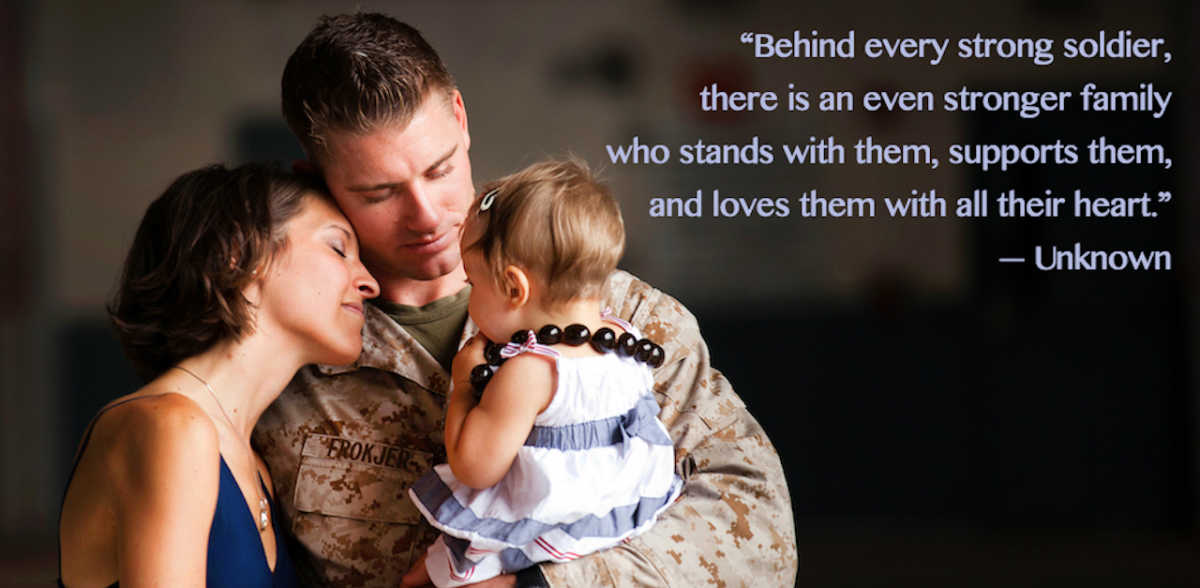 “Behind every strong soldier,
there is an even stronger family
who stands with them, supports them,
and loves them with all their heart.”
— Unknown
FROKJER